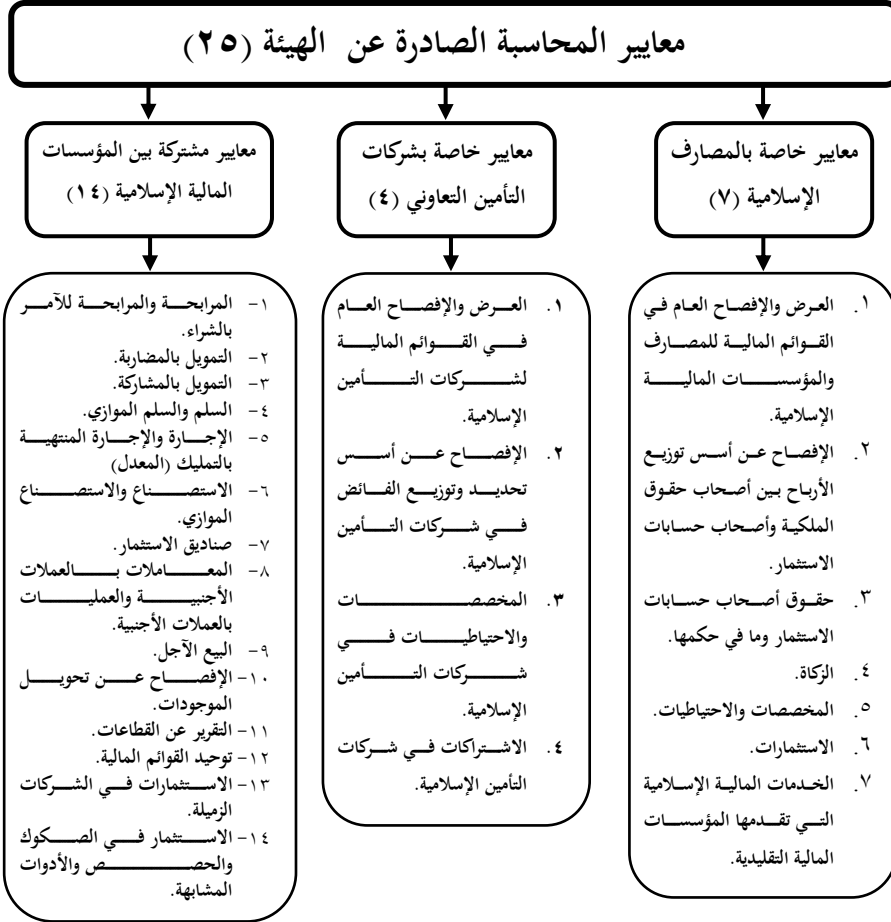 معايير المحاسبة الصادرة عن الهيئة (٢٥)
معايير خاصة بالمصارف
الإسلامية (٧)
معايير خاصة بشركات
التأمين التعاوني (٤)
معايير مشتركة بين المؤسسات
المالية الإسلامية (١٤)
١. العرض والإفصاح العام في
القوائم المالية للمصارف
والمؤسسات المالية
الإسلامية.
٢. الإفصاح عن أسس توزيع
الأرباح بين أصحاب حقوق
الملكية وأصحاب حسابات
الاستثمار.
٣. حقوق أصحاب حسابات
الاستثمار وما في حكمها.
٤. الزكاة.
٥. المخصصات والاحتياطيات.
٦. الاستثمارات.
٧. الخدمات المالية الإسلامية
التي تقدمها المؤسسات
المالية التقليدية.
١. العرض والإفصاح العام
في القوائم المالية
لشركات التأمين
الإسلامية.
٢. الإفصاح عن أسس
تحديد وتوزيع الفائض
في شركات التأمين
الإسلامية.
٣. المخصصات
والاحتياطيات في
شركات التأمين
الإسلامية.
٤. الاشتراكات في شركات
التأمين الإسلامية.
١- المرابحة والمرابحة للآمر
بالشراء.
٢- التمويل بالمضاربة.
٣- التمويل بالمشاركة.
٤- السلم والسلم الموازي.
٥- الإجارة والإجارة المنتهية
بالتمليك (المعدل)
٦- الاستصناع والاستصناع
الموازي.
٧- صناديق الاستثمار.
٨- المعاملات بالعملات
الأجنبية والعمليات
بالعملات الأجنبية.
٩- البيع الآجل.
١٠- الإفصاح عن تحويل
الموجودات.
١١- التقرير عن القطاعات.
١٢- توحيد القوائم المالية.
١٣- الاستثمارات في الشركات
الزميلة.
١٤- الاستثمار في الصكوك
والحصص والأدوات
المشابهة.